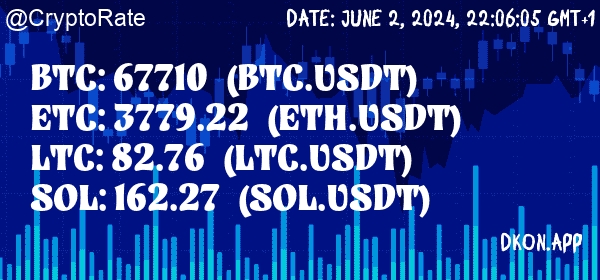 @CryptoRate
DATE: JUNE 2, 2024, 22:06:05 GMT+1
BTC: 67710 (BTC.USDT)
ETC: 3779.22 (ETH.USDT)
LTC: 82.76 (LTC.USDT)
SOL: 162.27 (SOL.USDT)
DKON.APP